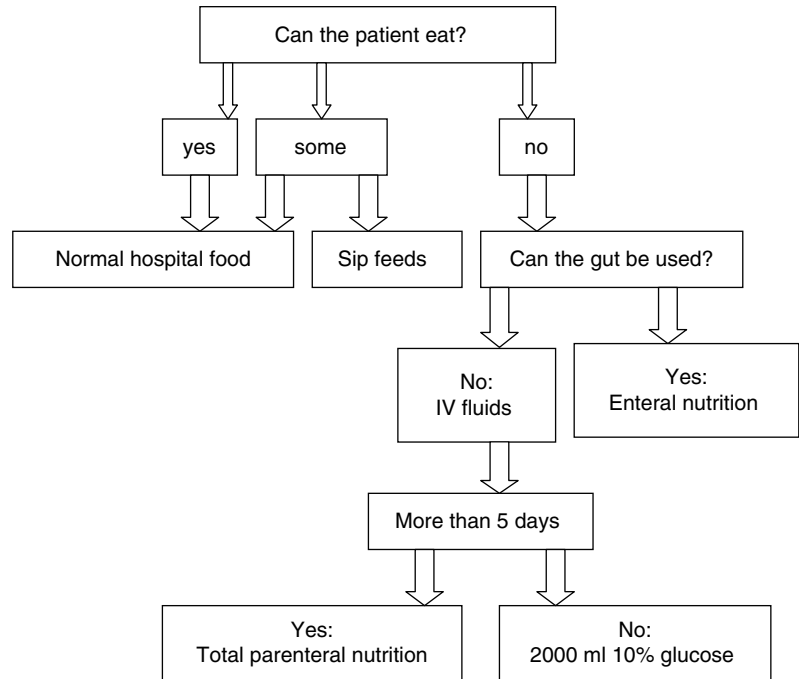 Can the patient eat?
yes
some
no
Normal hospital food
Sip feeds
Can the gut be used?
No:
IV fluids
Yes:
Enteral nutrition
More than 5 days
Yes:
Total parenteral nutrition
No:
2000 ml 10% glucose